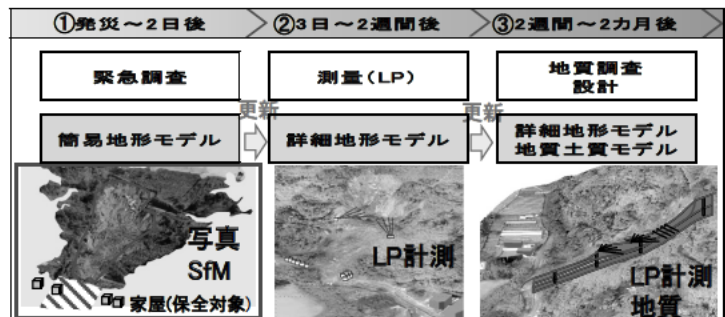 ①発災～2日後
②3日～2週間後
③2週間～2カ月後
緊急調査
測量(LP)
地質調査
設計
更新
更新
簡易地形モデル
詳細地形モデル
詳細地形モデル
地質土質モデル
写真
SfM
家屋(保全対象)
LP計測
LP計測
地質